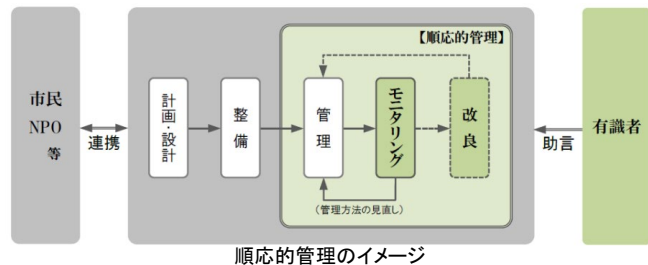 【順応的管理】
市民
NPO
等
連携
計画・設計
整備
管理
モニタリング
改良
助言
有識者
(管理方法の見直し)
順応的管理のイメージ